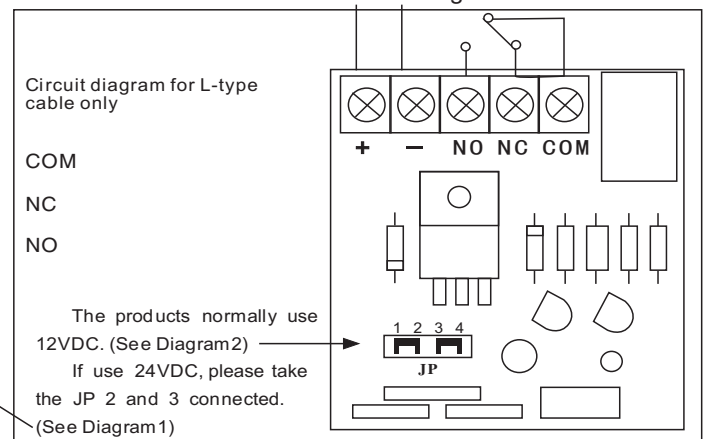 Circuit diagram for L-type
cable only
COM
NC
NO
+ − NO NC COM
The products normally use
12VDC. (See Diagram2)
If use 24VDC, please take
the JP 2 and 3 connected.
(See Diagram1)
1 2 3 4
JP